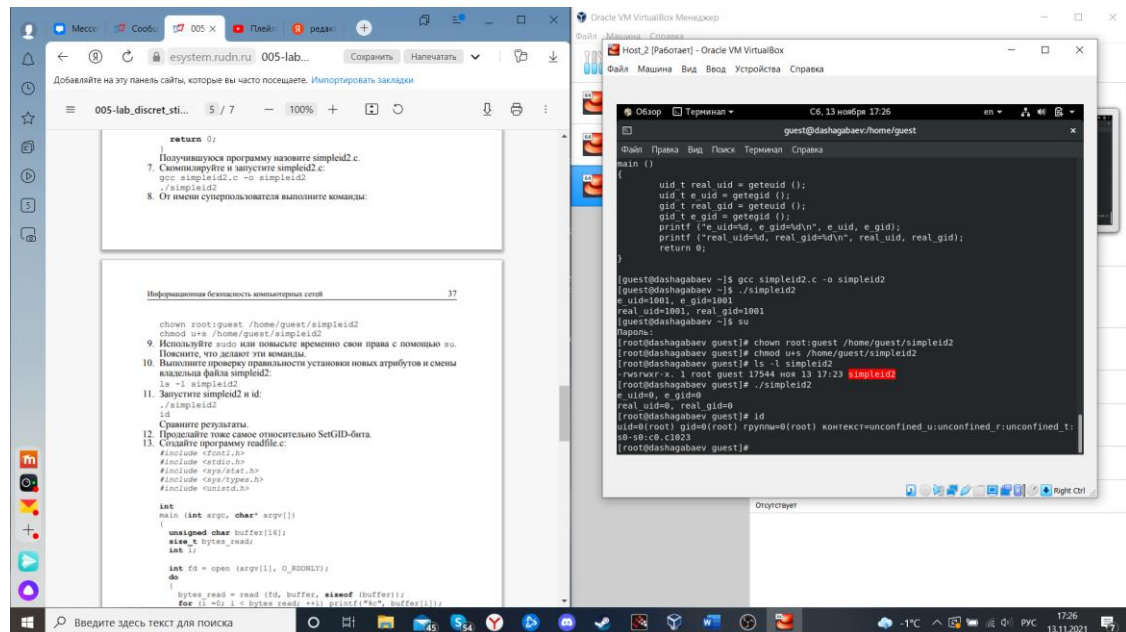 Мессе
Сообщ
005 ×
Плейл
редакт
esystem.rudn.ru 005-lab...
Сохранить
Напечатать
Добавляйте на эту панель сайты, которые вы часто посещаете. Импортировать закладки
005-lab_discret_sti...
5 / 7
100%
return 0;
}
Получившуюся программу назовите simpleid2.c.
7. Скомпилируйте и запустите simpleid2.c:
gcc simpleid2.c -o simpleid2
./simpleid2
8. От имени суперпользователя выполните команды:
Информационная безопасность компьютерных сетей 37
chown root:guest /home/guest/simpleid2
chmod u+s /home/guest/simpleid2
9. Используйте sudo или повысьте временно свои права с помощью su.
Поясните, что делают эти команды.
10. Выполните проверку правильности установки новых атрибутов и смены
владельца файла simpleid2:
ls -l simpleid2
11. Запустите simpleid2 и id:
./simpleid2
id
Сравните результаты.
12. Проделайте тоже самое относительно SetGID-бита.
13. Создайте программу readfile.c:
#include <fcntl.h>
#include <stdio.h>
#include <sys/stat.h>
#include <sys/types.h>
#include <unistd.h>
int
main (int argc, char* argv[])
{
unsigned char buffer[16];
size_t bytes_read;
int i;
int fd = open (argv[1], O_RDONLY);
do
{
bytes_read = read (fd, buffer, sizeof (buffer));
for (i =0; i < bytes_read; ++i) printf("%c", buffer[i]);
Oracle VM VirtualBox Менеджер
Файл Машина Справка
Host_2 [Работает] - Oracle VM VirtualBox
Файл Машина Вид Ввод Устройства Справка
Обзор Терминал Сб, 13 ноября 17:26 en
guest@dashagabaev:/home/guest
Файл Правка Вид Поиск Терминал Справка
main ()
{
uid_t real_uid = geteuid ();
uid_t e_uid = getegid ();
gid_t real_gid = getuid ();
gid_t e_gid = getegid ();
printf ("e_uid=%d, e_gid=%d\n", e_uid, e_gid);
printf ("real_uid=%d, real_gid=%d\n", real_uid, real_gid);
return 0;
}
[guest@dashagabaev ~]$ gcc simpleid2.c -o simpleid2
[guest@dashagabaev ~]$ ./simpleid2
e_uid=1001, e_gid=1001
real_uid=1001, real_gid=1001
[guest@dashagabaev ~]$ su
Пароль:
[root@dashagabaev guest]# chown root:guest /home/guest/simpleid2
[root@dashagabaev guest]# chmod u+s /home/guest/simpleid2
[root@dashagabaev guest]# ls -l simpleid2
-rwsrwxr-x. 1 root guest 17544 ноя 13 17:23 simpleid2
[root@dashagabaev guest]# ./simpleid2
e_uid=0, e_gid=0
real_uid=0, real_gid=0
[root@dashagabaev guest]# id
uid=0(root) gid=0(root) группы=0(root) контекст=unconfined_u:unconfined_r:unconfined_t:
s0-s0:c0.c1023
[root@dashagabaev guest]#
Right Ctrl
Отсутствует
Введите здесь текст для поиска
45
54
-1°C
РУС
17:26
13.11.2021
7